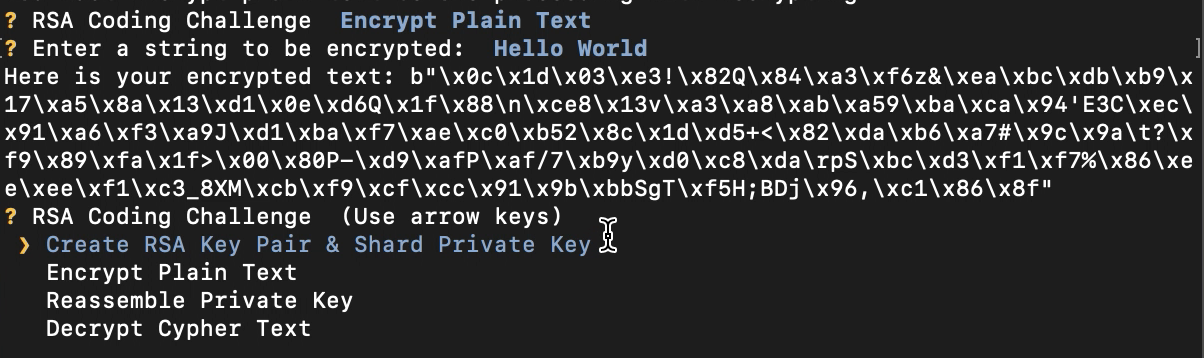 ? RSA Coding Challenge  Encrypt Plain Text
? Enter a string to be encrypted:  Hello World
Here is your encrypted text: b"\x0c\x1d\x03\xe3!\x82Q\x84\xa3\xf6z&\xea\xbc\xdb\xb9\x
17\xa5\x8a\x13\xd1\x0e\xd6Q\x1f\x88\n\xce8\x13v\xa3\xa8\xab\xa59\xba\xca\x94'E3C\xec\
x91\xa6\xf3\xa9J\xd1\xba\xf7\xae\xc0\xb52\x8c\x1d\xd5+<\x82\xda\xb6\xa7#\x9c\x9a\t?\x
f9\x89\xfa\x1f>\x00\x80P-\xd9\xafP\xaf/7\xb9y\xd0\xc8\xda\rpS\xbc\xd3\xf1\xf7%\x86\xe
e\xee\xf1\xc3_8XM\xcb\xf9\xcf\xcc\x91\x9b\xbbSgT\xf5H;BDj\x96,\xc1\x86\x8f"
? RSA Coding Challenge  (Use arrow keys)
❯ Create RSA Key Pair & Shard Private Key
Encrypt Plain Text
Reassemble Private Key
Decrypt Cypher Text